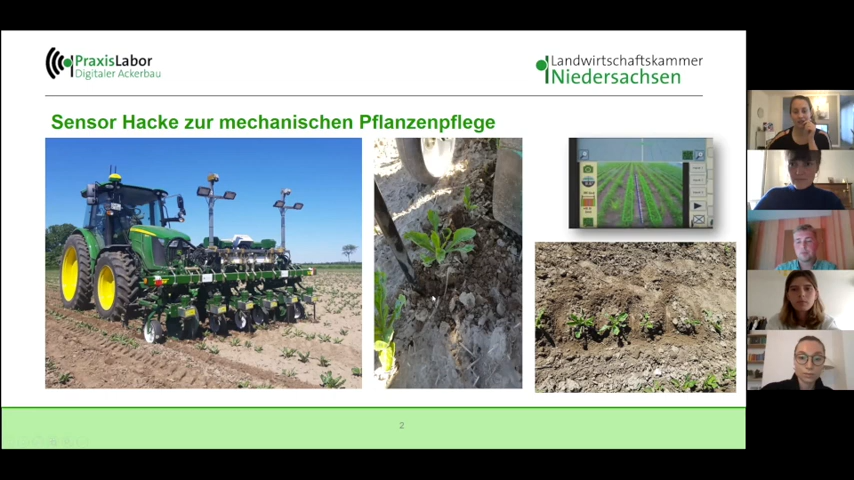 PraxisLabor
Digitaler Ackerbau
Landwirtschaftskammer
Niedersachsen
Sensor Hacke zur mechanischen Pflanzenpflege
2